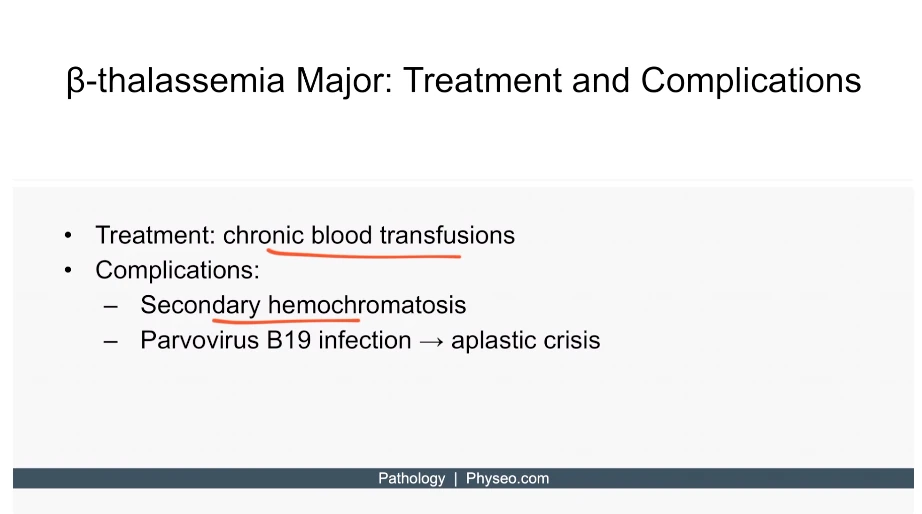 β-thalassemia Major: Treatment and Complications
• Treatment: chronic blood transfusions
• Complications:
– Secondary hemochromatosis
– Parvovirus B19 infection → aplastic crisis
Pathology | Physeo.com